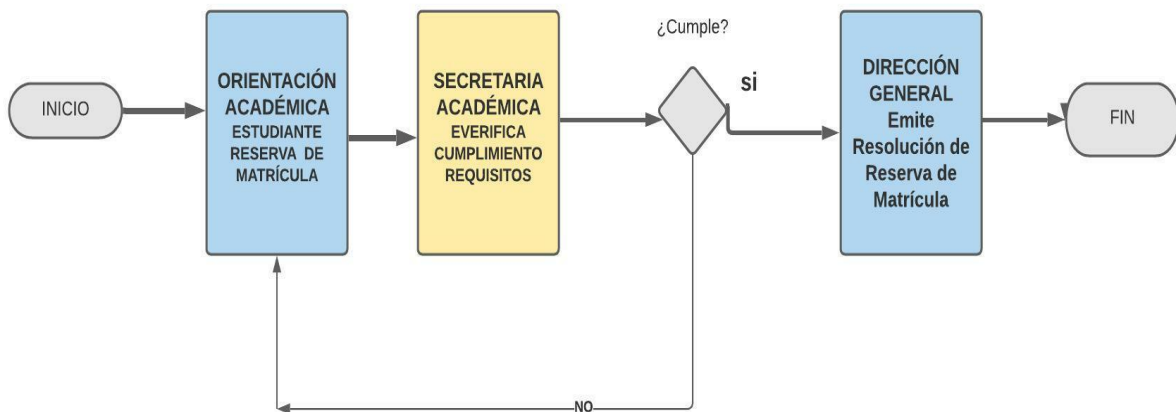 INICIO
ORIENTACIÓN
ACADÉMICA
ESTUDIANTE
RESERVA DE
MATRÍCULA
SECRETARIA
ACADÉMICA
EVERIFICA
CUMPLIMIENTO
REQUISITOS
¿Cumple?
si
DIRECCIÓN
GENERAL
Emite
Resolución de
Reserva de
Matrícula
FIN
NO